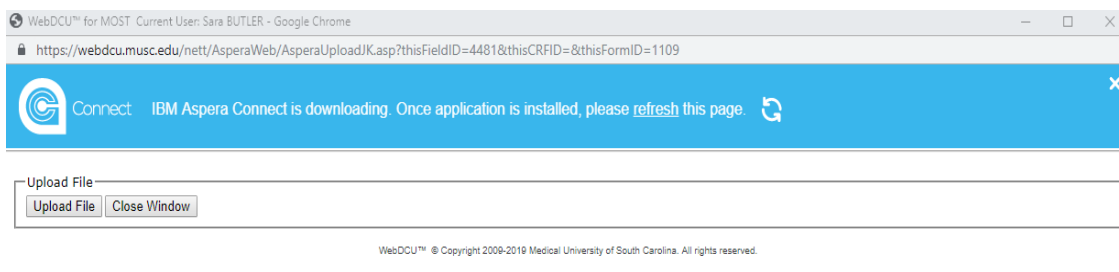 WebDCU™ for MOST Current User: Sara BUTLER - Google Chrome
https://webdcu.musc.edu/nett/AsperaWeb/AsperaUploadJK.asp?thisFieldID=4481&thisCRFID=&thisFormID=1109
Connect IBM Aspera Connect is downloading. Once application is installed, please refresh this page.
Upload File
Upload File Close Window
WebDCU™ © Copyright 2009-2019 Medical University of South Carolina. All rights reserved.